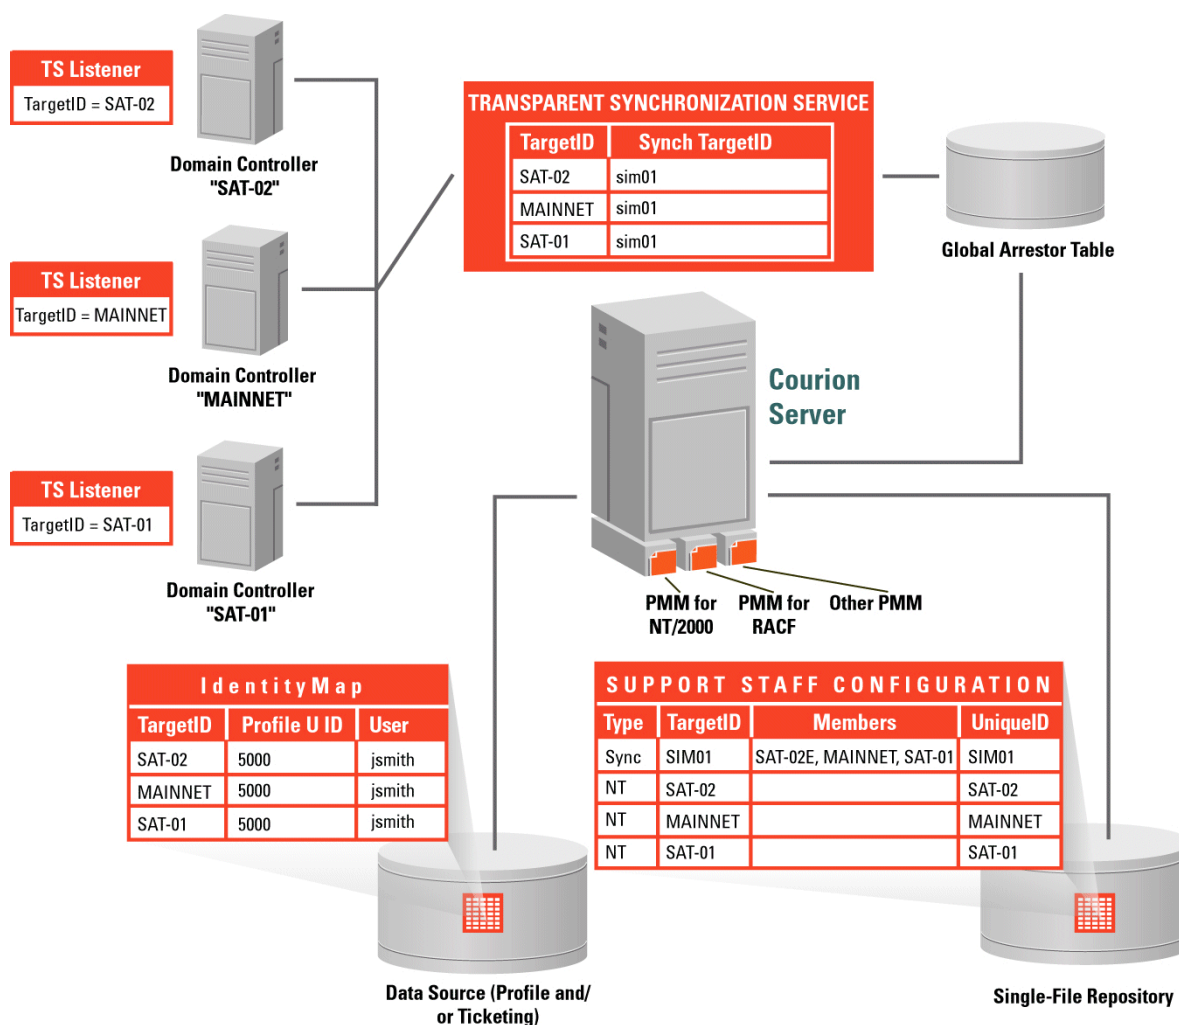 TS Listener
TargetID = SAT-02
Domain Controller
"SAT-02"
TS Listener
TargetID = MAINNET
Domain Controller
"MAINNET"
TS Listener
TargetID = SAT-01
Domain Controller
"SAT-01"
TRANSPARENT SYNCHRONIZATION SERVICE
TargetID Synch TargetID
SAT-02 sim01
MAINNET sim01
SAT-01 sim01
Global Arrestor Table
Courion
Server
PMM for
NT/2000
PMM for
RACF
Other PMM
IdentityMap
TargetID Profile U ID User
SAT-02 5000 jsmith
MAINNET 5000 jsmith
SAT-01 5000 jsmith
Data Source (Profile and/
or Ticketing)
SUPPORT STAFF CONFIGURATION
Type TargetID Members UniqueID
Sync SIM01 SAT-02E, MAINNET, SAT-01 SIM01
NT SAT-02 SAT-02
NT MAINNET MAINNET
NT SAT-01 SAT-01
Single-File Repository